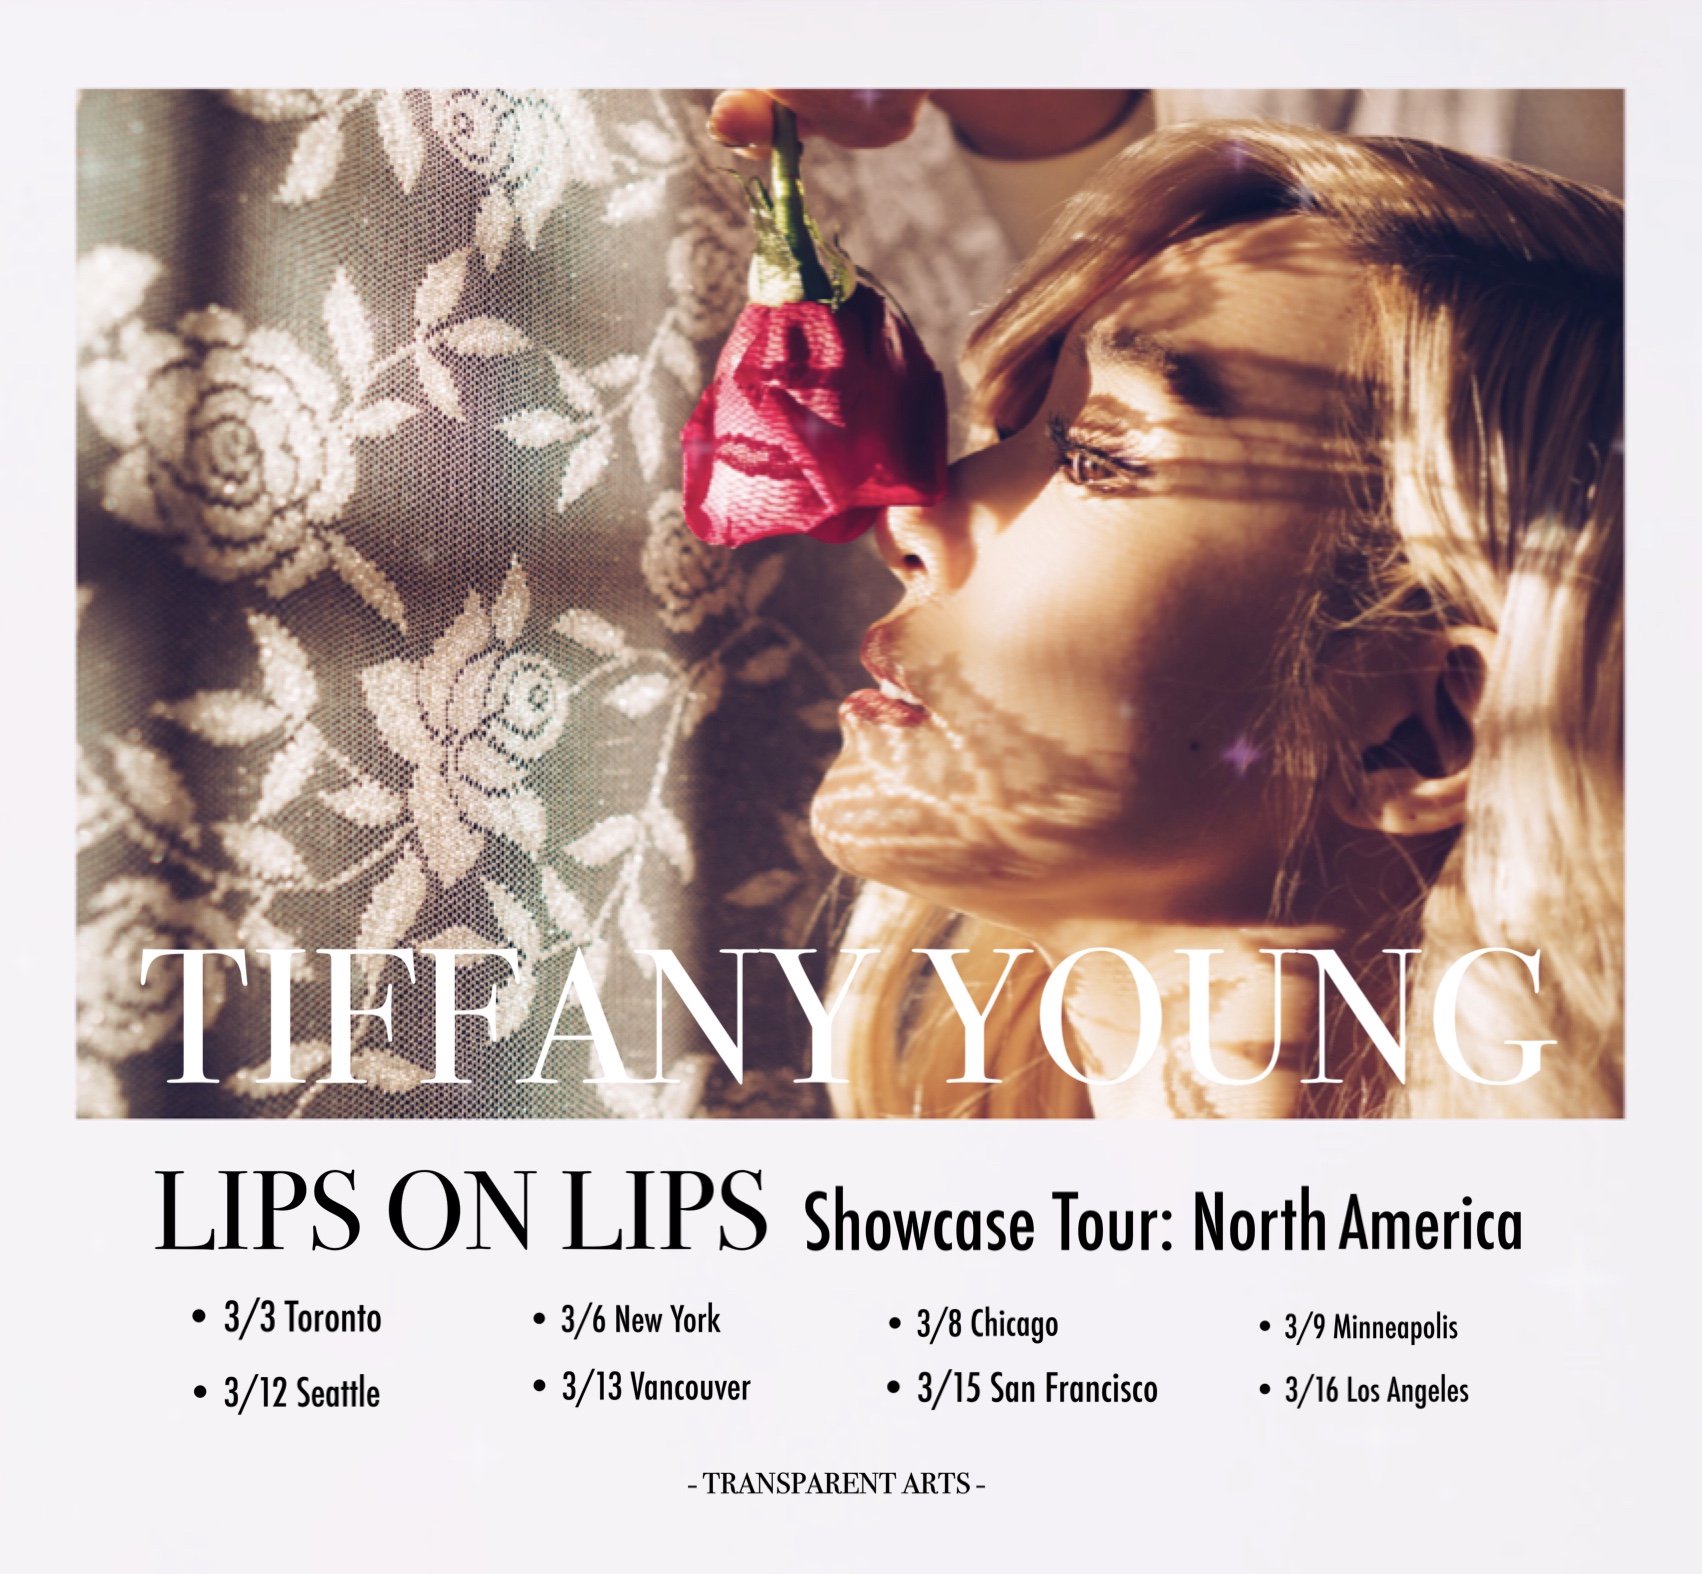 TIFFANY YOUNG
LIPS ON LIPS Showcase Tour: North America
• 3/3 Toronto • 3/6 New York • 3/8 Chicago • 3/9 Minneapolis
• 3/12 Seattle • 3/13 Vancouver • 3/15 San Francisco • 3/16 Los Angeles
- TRANSPARENT ARTS -